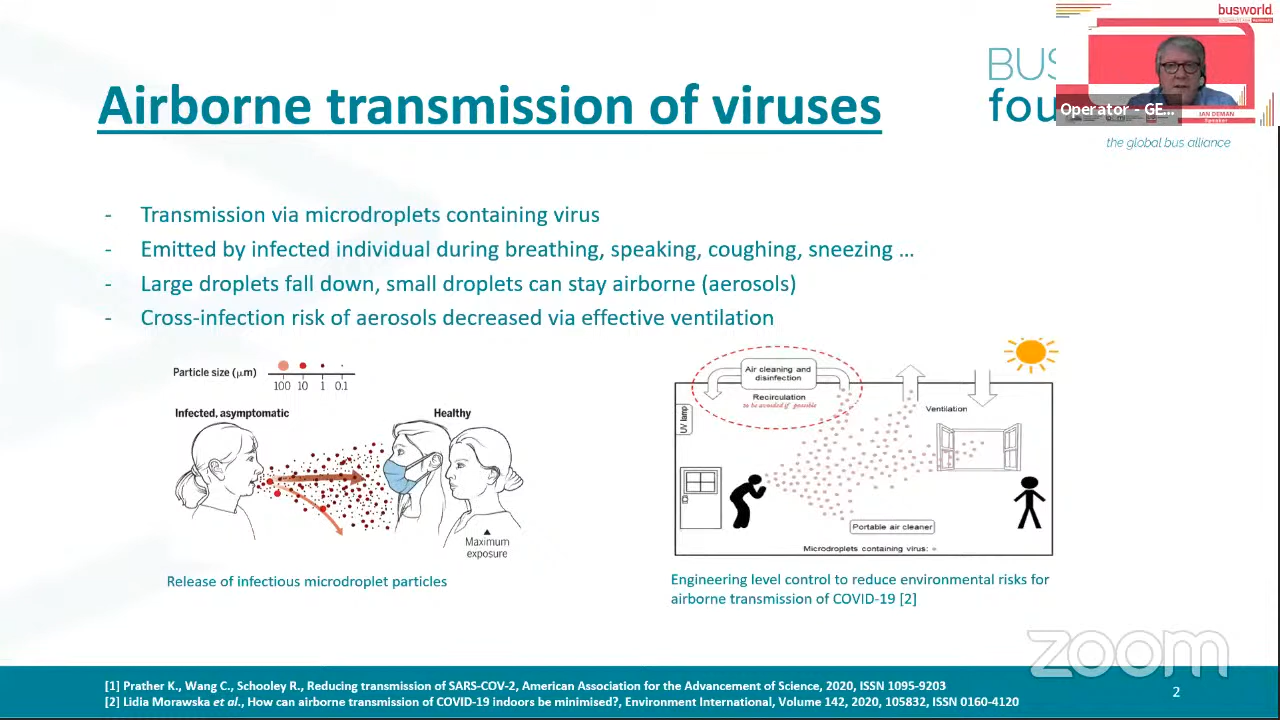 busworld.
Airborne transmission of viruses
BUS
fou
Operator - GE...
JAN DEMAN
Speaker
the global bus alliance
- Transmission via microdroplets containing virus
- Emitted by infected individual during breathing, speaking, coughing, sneezing ...
- Large droplets fall down, small droplets can stay airborne (aerosols)
- Cross-infection risk of aerosols decreased via effective ventilation
Particle size (μm)
100 10 1 0.1
Infected, asymptomatic
Healthy
Maximum
exposure
Release of infectious microdroplet particles
Air cleaning and
disinfection
Recirculation
to be avoided if possible
UV lamp
Ventilation
Portable air cleaner
Microdroplets containing virus:
Engineering level control to reduce environmental risks for
airborne transmission of COVID-19 [2]
zoom
[1] Prather K., Wang C., Schooley R., Reducing transmission of SARS-COV-2, American Association for the Advancement of Science, 2020, ISSN 1095-9203
[2] Lidia Morawska et al., How can airborne transmission of COVID-19 indoors be minimised?, Environment International, Volume 142, 2020, 105832, ISSN 0160-4120
2